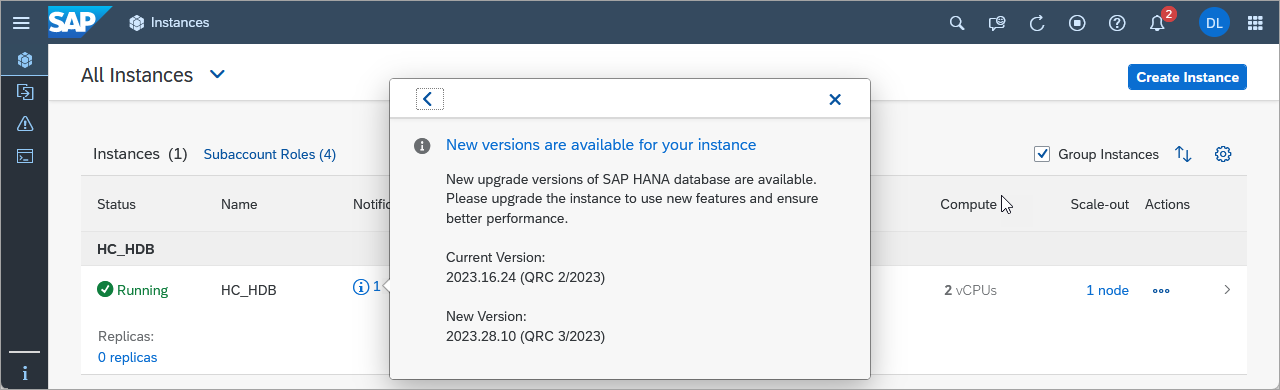 SAP Instances
2
DL
All Instances
Create Instance
Instances (1) Subaccount Roles (4)
Group Instances
Status Name Notific Compute Scale-out Actions
HC_HDB
Running HC_HDB 1 2 vCPUs 1 node
Replicas:
0 replicas
New versions are available for your instance
New upgrade versions of SAP HANA database are available.
Please upgrade the instance to use new features and ensure
better performance.
Current Version:
2023.16.24 (QRC 2/2023)
New Version:
2023.28.10 (QRC 3/2023)